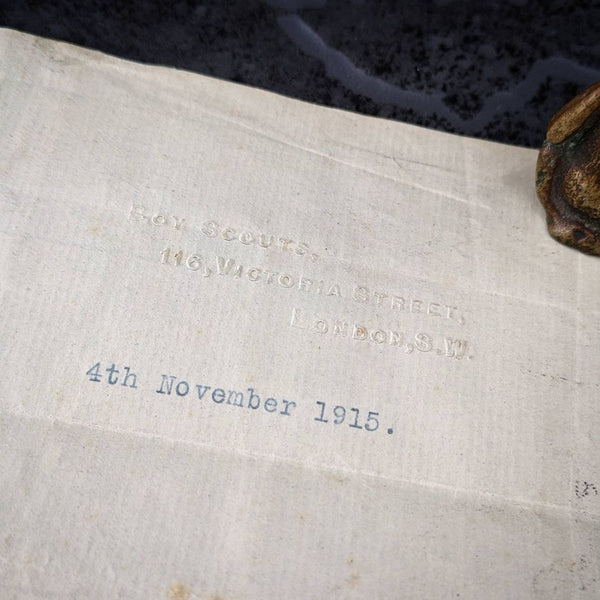 Boy Scouts,
116, Victoria Street,
London, S.W.
4th November 1915.